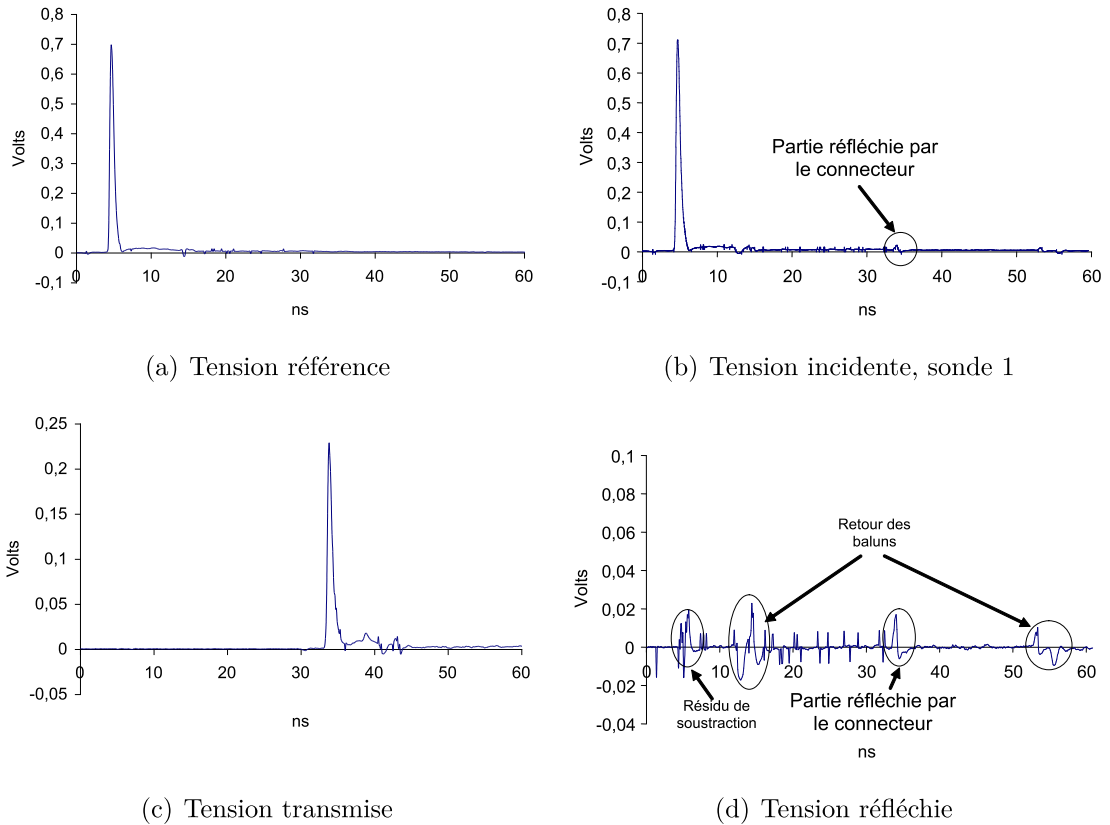 0,8
0,7
0,6
0,5
0,4
0,3
0,2
0,1
0
-0,1
Volts
0 10 20 30 40 50 60
ns
(a) Tension référence
0,8
0,7
0,6
0,5
0,4
0,3
0,2
0,1
0
-0,1
Volts
Partie réfléchie par
le connecteur
0 10 20 30 40 50 60
ns
(b) Tension incidente, sonde 1
0,25
0,2
0,15
0,1
0,05
0
-0,05
Volts
0 10 20 30 40 50 60
ns
(c) Tension transmise
0,1
0,08
0,06
0,04
0,02
0
-0,02
-0,04
Volts
Retour des
baluns
0 10 20 30 40 50 60
Résidu de
soustraction
Partie réfléchie par
le connecteur
ns
(d) Tension réfléchie